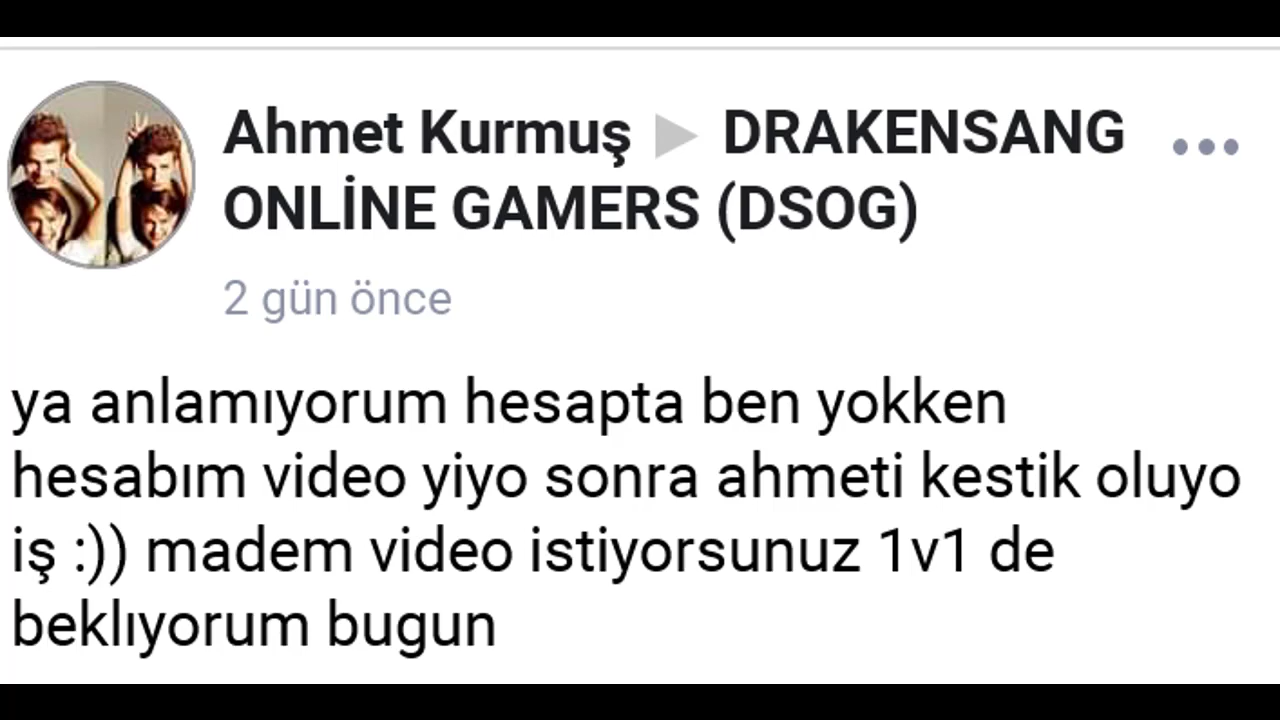 Ahmet Kurmuş ▶ DRAKENSANG
ONLİNE GAMERS (DSOG)
2 gün önce
ya anlamıyorum hesapta ben yokken
hesabım video yiyo sonra ahmeti kestik oluyo
iş :)) madem video istiyorsunuz 1v1 de
beklıyorum bugun